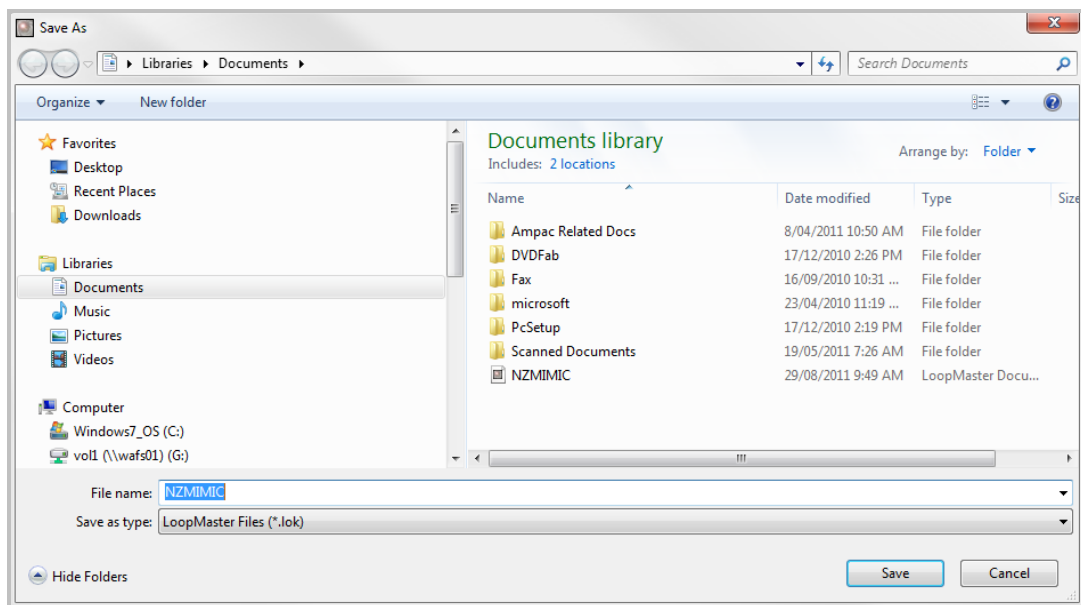 Save As
Libraries Documents
Search Documents
Organize New folder
Favorites
Desktop
Recent Places
Downloads
Libraries
Documents
Music
Pictures
Videos
Computer
Windows7_OS (C:)
vol1 (\\wafs01) (G:)
Documents library
Includes: 2 locations
Arrange by: Folder
Name Date modified Type Size
Ampac Related Docs 8/04/2011 10:50 AM File folder
DVDFab 17/12/2010 2:26 PM File folder
Fax 16/09/2010 10:31 ... File folder
microsoft 23/04/2010 11:19 ... File folder
PcSetup 17/12/2010 2:19 PM File folder
Scanned Documents 19/05/2011 7:26 AM File folder
NZMIMIC 29/08/2011 9:49 AM LoopMaster Docu...
File name: NZMIMIC
Save as type: LoopMaster Files (*.lok)
Hide Folders
Save Cancel